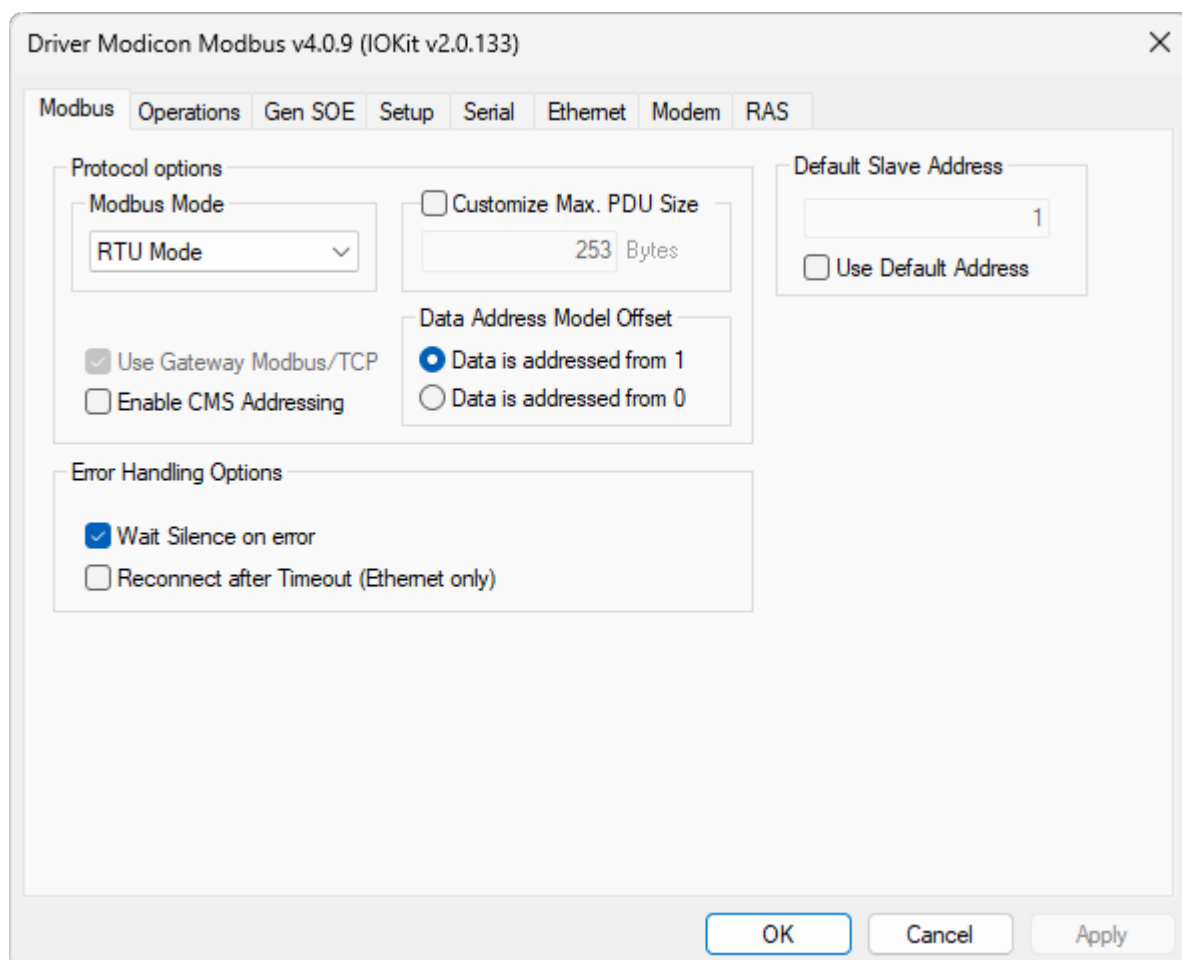 Driver Modicon Modbus v4.0.9 (IOKit v2.0.133)
Modbus Operations Gen SOE Setup Serial Ethernet Modem RAS
Protocol options
Modbus Mode
RTU Mode
Customize Max. PDU Size
253 Bytes
Default Slave Address
1
Use Default Address
Data Address Model Offset
Use Gateway Modbus/TCP
Data is addressed from 1
Enable CMS Addressing
Data is addressed from 0
Error Handling Options
Wait Silence on error
Reconnect after Timeout (Ethernet only)
OK Cancel Apply